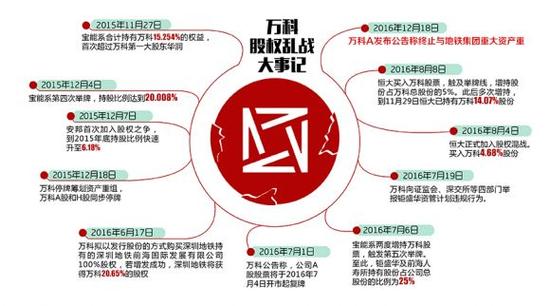 万科
股权乱战
大事记
2015年11月27日
宝能系合计持有万科15.254%的权益，
首次超过万科第一大股东华润
2015年12月4日
宝能系第四次举牌，持股比例达到20.008%
2015年12月7日
安邦首次加入股权之争，
到2015年底持股比例快速
升至6.18%
2015年12月18日
万科停牌筹划资产重组，
万科A股和H股同步停牌
2016年6月17日
万科拟以发行股份的方式购买深圳地铁持
有的深圳地铁前海国际发展有限公司
100%股权，若增发成功，深圳地铁将获
得万科20.65%的股权
2016年7月1日
万科公告称，公司A
股股票将于2016年7
月4日开市起复牌
2016年7月6日
宝能系两度增持万科股
票，触发第五次举牌。
至此，钜盛华及前海人
寿所持有股份占公司总
股份的比例为25%
2016年7月19日
万科向证监会、深交所等四部门举
报钜盛华资管计划违规行为。
2016年8月4日
恒大正式加入股权混战。
买入万科4.68%股份
2016年8月8日
恒大买入万科股票，触及举牌线，增持股
份占万科总股份的5%。此后多次增持，
到11月29日恒大已持有万科14.07%股份
2016年12月18日
万科A发布公告称终止与地铁集团重大资产重